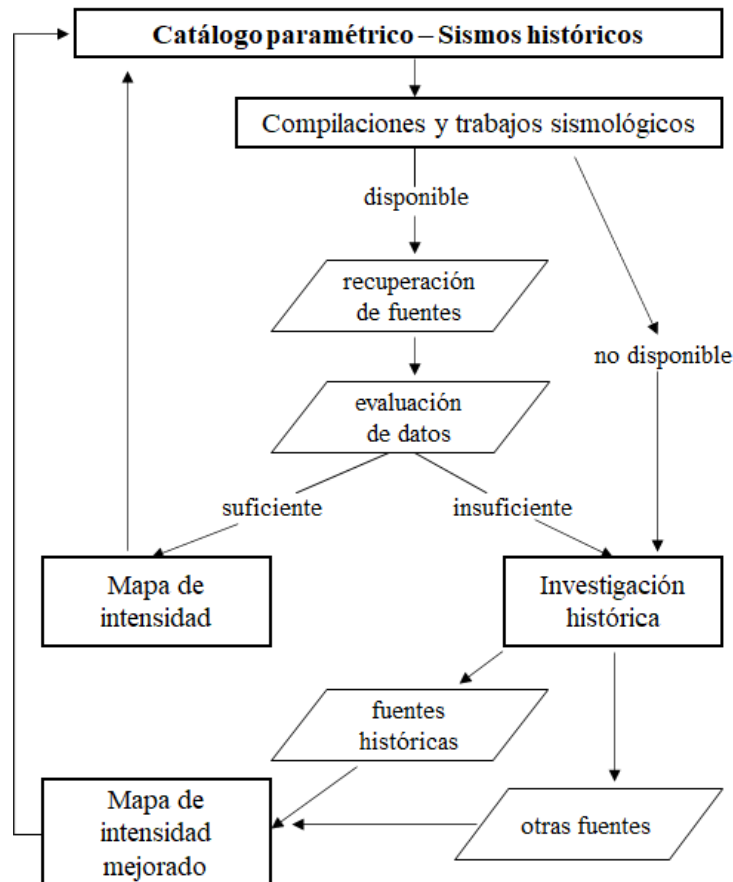 Catálogo paramétrico – Sismos históricos
Compilaciones y trabajos sismológicos
disponible
recuperación
de fuentes
no disponible
evaluación
de datos
suficiente
insuficiente
Mapa de
intensidad
Investigación
histórica
fuentes
históricas
Mapa de
intensidad
mejorado
otras fuentes